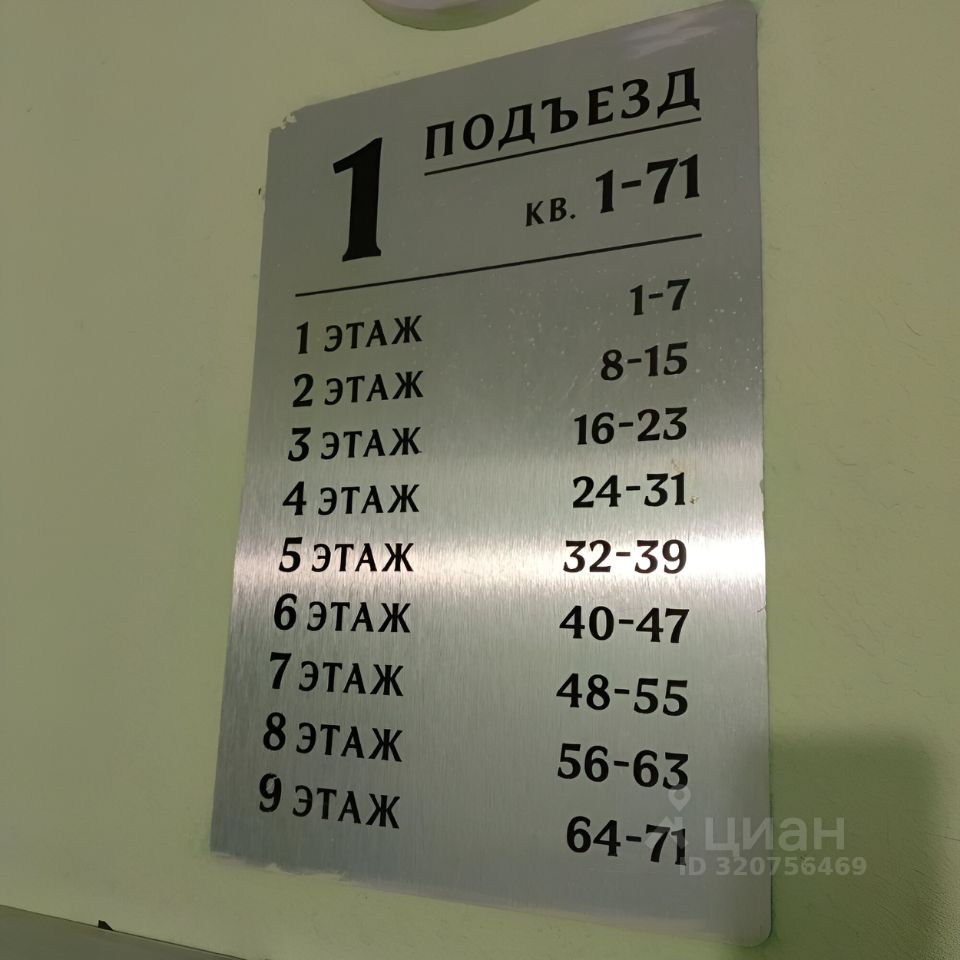 1 ПОДЪЕЗД
кв. 1-71
1 ЭТАЖ 1-7
2 ЭТАЖ 8-15
3 ЭТАЖ 16-23
4 ЭТАЖ 24-31
5 ЭТАЖ 32-39
6 ЭТАЖ 40-47
7 ЭТАЖ 48-55
8 ЭТАЖ 56-63
9 ЭТАЖ 64-71
циан
ID 320756469